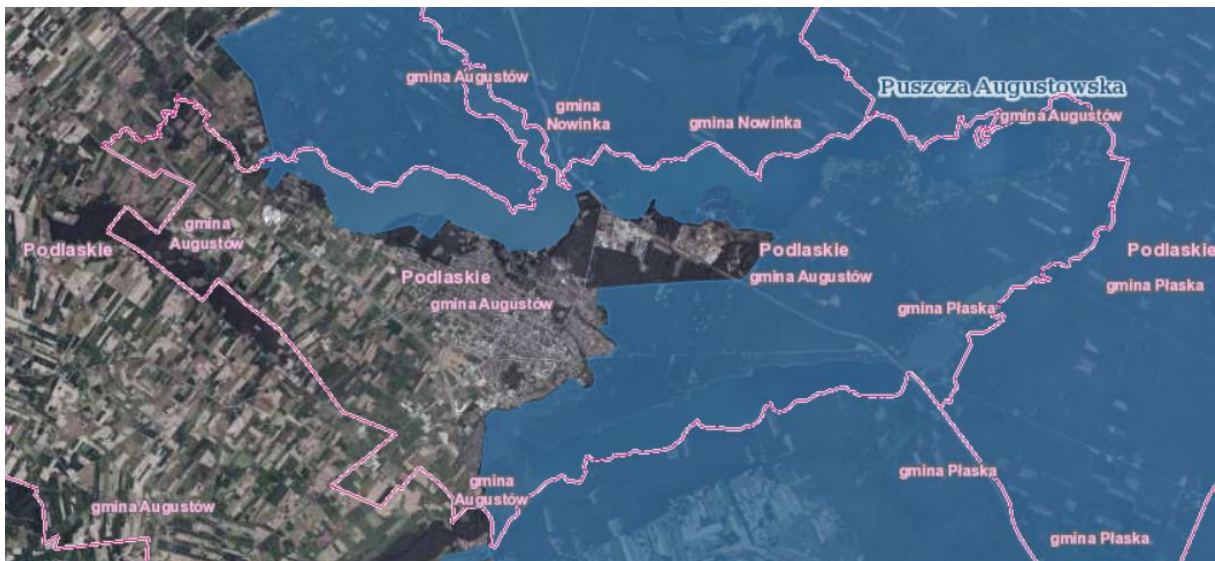 gmina Augustów
Puszcza Augustowska
gmina
Nowinka
gmina Nowinka
gmina Augustów
gmina
Augustów
Podlaskie
Podlaskie
Podlaskie
Podlaskie
gmina Augustów
gmina Augustów
gmina Płaska
gmina Płaska
gmina Płaska
gmina
Augustów
gmina Augustów
gmina Płaska